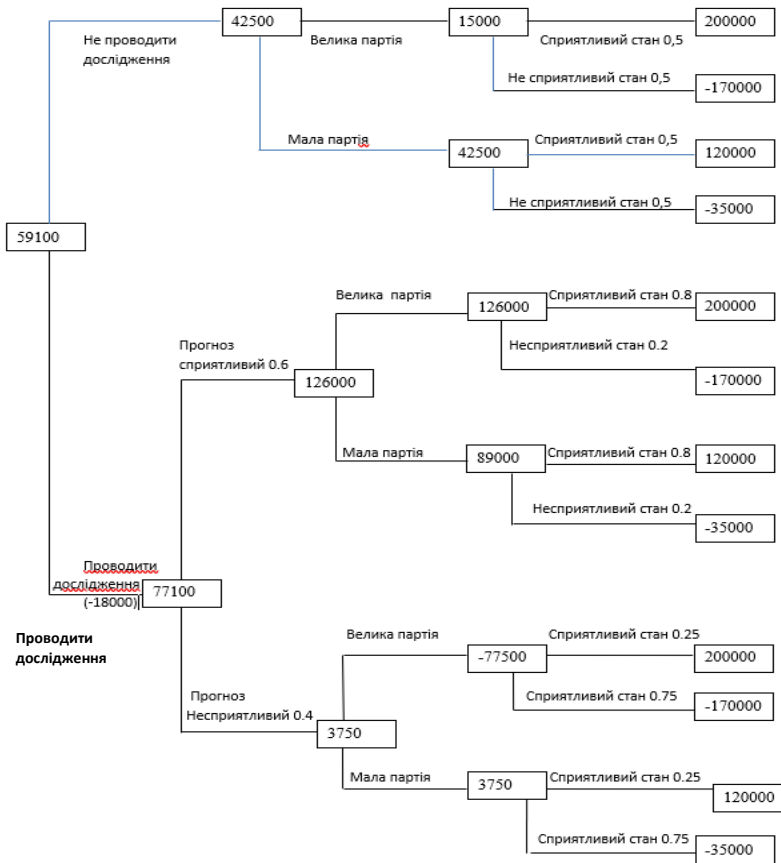 42500
15000
200000
Не проводити
дослідження
Велика партія
Сприятливий стан 0,5
Не сприятливий стан 0,5
-170000
Мала партія
Сприятливий стан 0,5
42500
120000
Не сприятливий стан 0,5
-35000
59100
Велика партія
Сприятливий стан 0.8
126000
200000
Прогноз
сприятливий 0.6
Несприятливий стан 0.2
126000
-170000
Мала партія
Сприятливий стан 0.8
89000
120000
Несприятливий стан 0.2
-35000
Проводити
дослідження
(-18000)
77100
Проводити
дослідження
Велика партія
Сприятливий стан 0.25
-77500
200000
Прогноз
Несприятливий 0.4
Сприятливий стан 0.75
-170000
3750
Мала партія
Сприятливий стан 0.25
3750
120000
Сприятливий стан 0.75
-35000